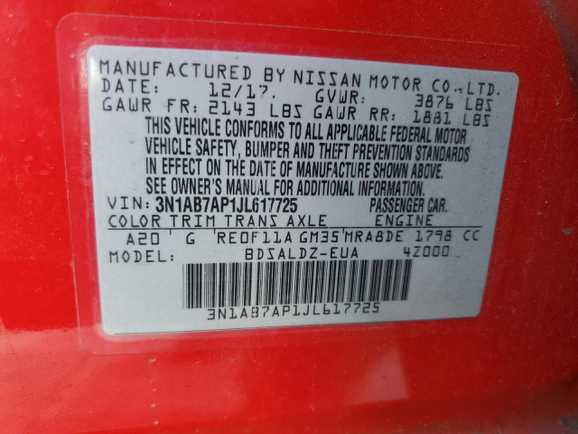 MANUFACTURED BY NISSAN MOTOR CO., LTD.
DATE: 12/17. GVWR: 3876 LBS
GAWR FR: 2143 LBS GAWR RR: 1881 LBS
THIS VEHICLE CONFORMS TO ALL APPLICABLE FEDERAL MOTOR
VEHICLE SAFETY, BUMPER AND THEFT PREVENTION STANDARDS
IN EFFECT ON THE DATE OF MANUFACTURE SHOWN ABOVE.
SEE OWNER'S MANUAL FOR ADDITIONAL INFORMATION.
VIN: 3N1AB7AP1JL617725 PASSENGER CAR.
COLOR TRIM TRANS AXLE ENGINE
A20 G RE0F11A GM35 MRA8DE 1798 CC
MODEL: BDSALDZ-EUA 4Z000
3N1AB7AP1JL617725